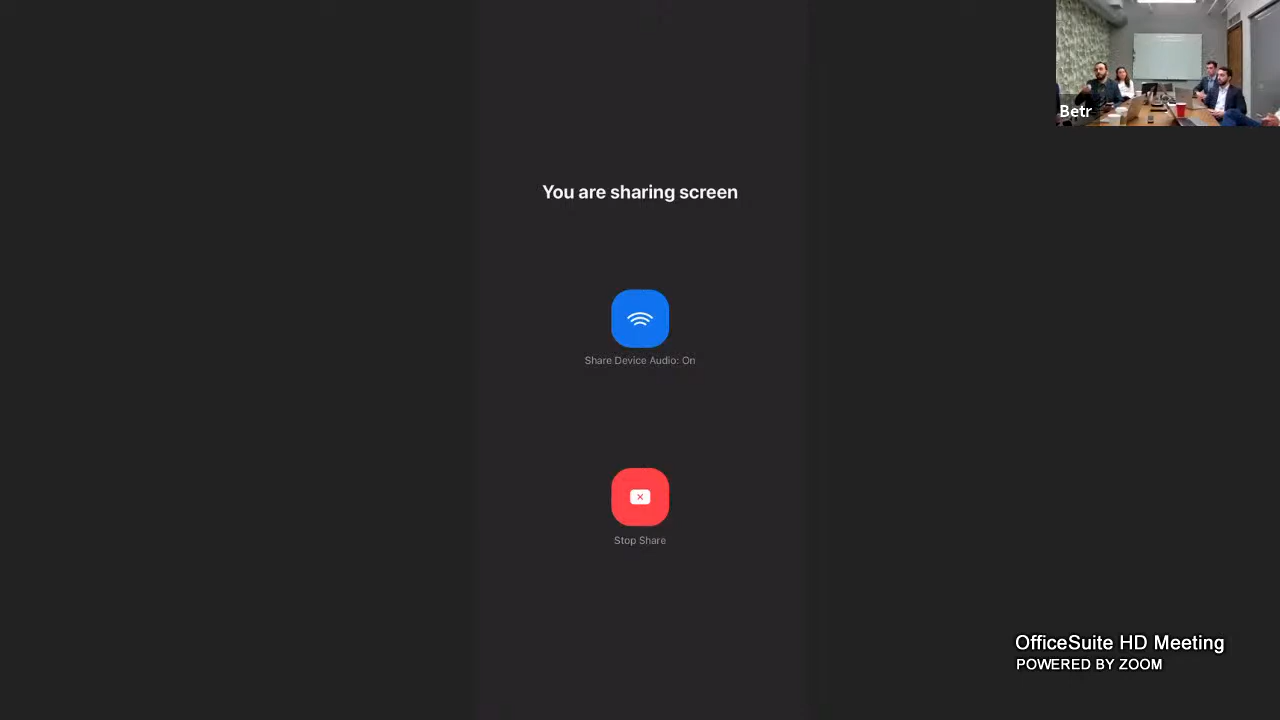 Betr
You are sharing screen
Share Device Audio: On
Stop Share
OfficeSuite HD Meeting
POWERED BY ZOOM